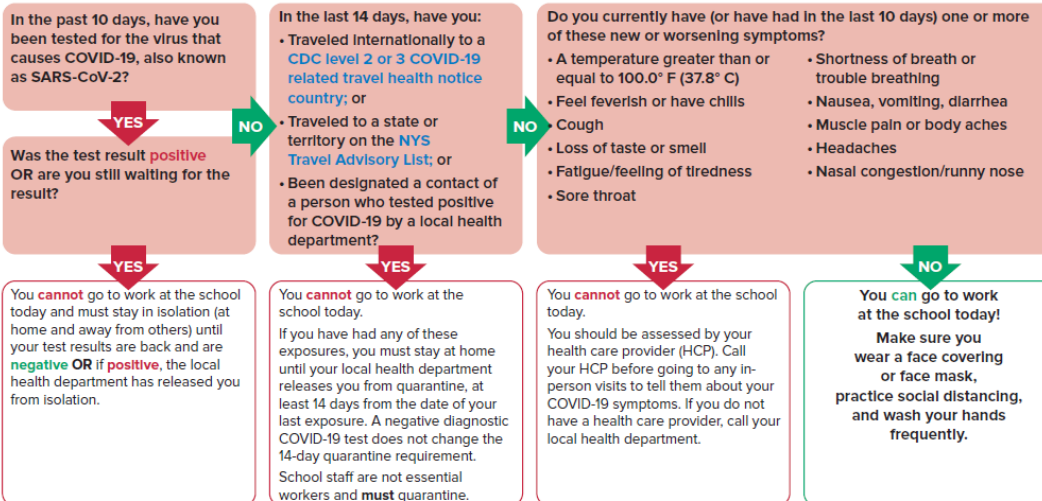 In the past 10 days, have you
been tested for the virus that
causes COVID-19, also known
as SARS-CoV-2?
YES
Was the test result positive
OR are you still waiting for the
result?
YES
You cannot go to work at the school
today and must stay in isolation (at
home and away from others) until
your test results are back and are
negative OR if positive, the local
health department has released you
from isolation.
NO
In the last 14 days, have you:
• Traveled internationally to a
CDC level 2 or 3 COVID-19
related travel health notice
country; or
• Traveled to a state or
territory on the NYS
Travel Advisory List; or
• Been designated a contact of
a person who tested positive
for COVID-19 by a local health
department?
YES
You cannot go to work at the
school today.
If you have had any of these
exposures, you must stay at home
until your local health department
releases you from quarantine, at
least 14 days from the date of your
last exposure. A negative diagnostic
COVID-19 test does not change the
14-day quarantine requirement.
School staff are not essential
workers and must quarantine.
NO
Do you currently have (or have had in the last 10 days) one or more
of these new or worsening symptoms?
• A temperature greater than or
equal to 100.0° F (37.8° C)
• Feel feverish or have chills
• Cough
• Loss of taste or smell
• Fatigue/feeling of tiredness
• Sore throat
• Shortness of breath or
trouble breathing
• Nausea, vomiting, diarrhea
• Muscle pain or body aches
• Headaches
• Nasal congestion/runny nose
YES
You cannot go to work at the school
today.
You should be assessed by your
health care provider (HCP). Call
your HCP before going to any in-
person visits to tell them about your
COVID-19 symptoms. If you do not
have a health care provider, call your
local health department.
NO
You can go to work
at the school today!
Make sure you
wear a face covering
or face mask,
practice social distancing,
and wash your hands
frequently.